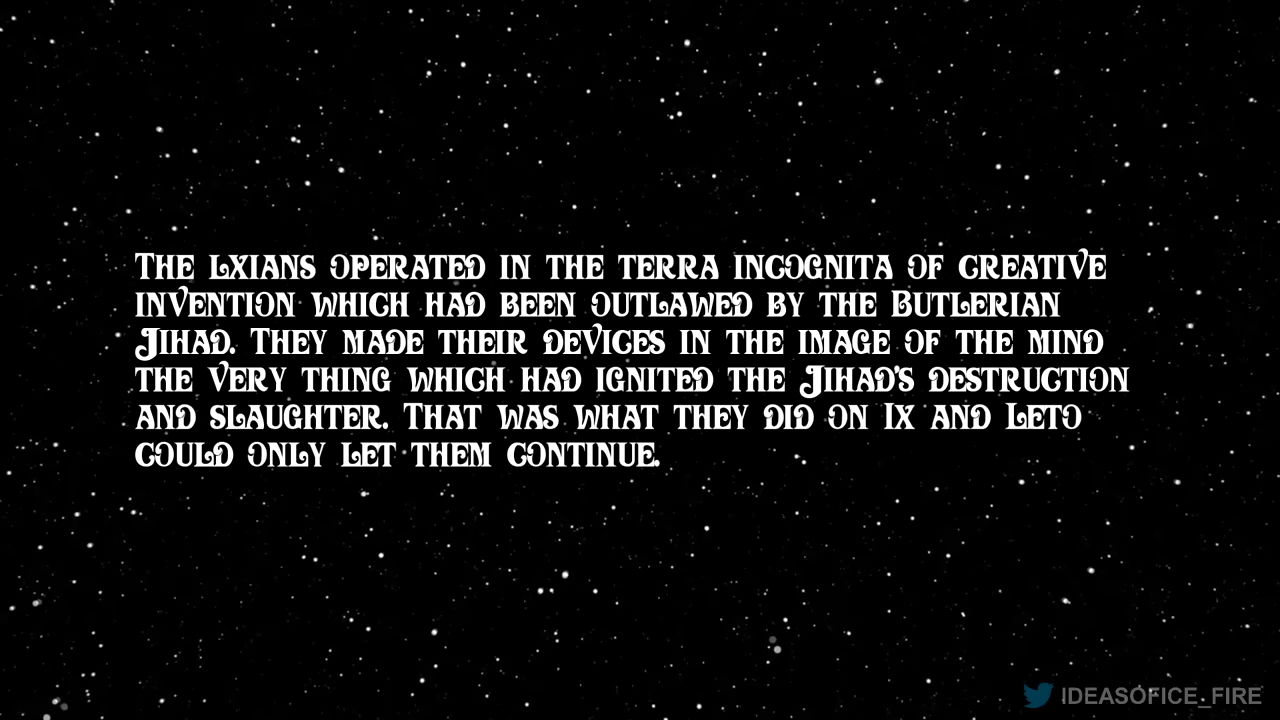 The lxians operated in the terra incognita of creative
invention which had been outlawed by the Butlerian
Jihad. They made their devices in the image of the mind
the very thing which had ignited the Jihad's destruction
and slaughter. That was what they did on Ix and Leto
could only let them continue.
IDEASOFICE_FIRE